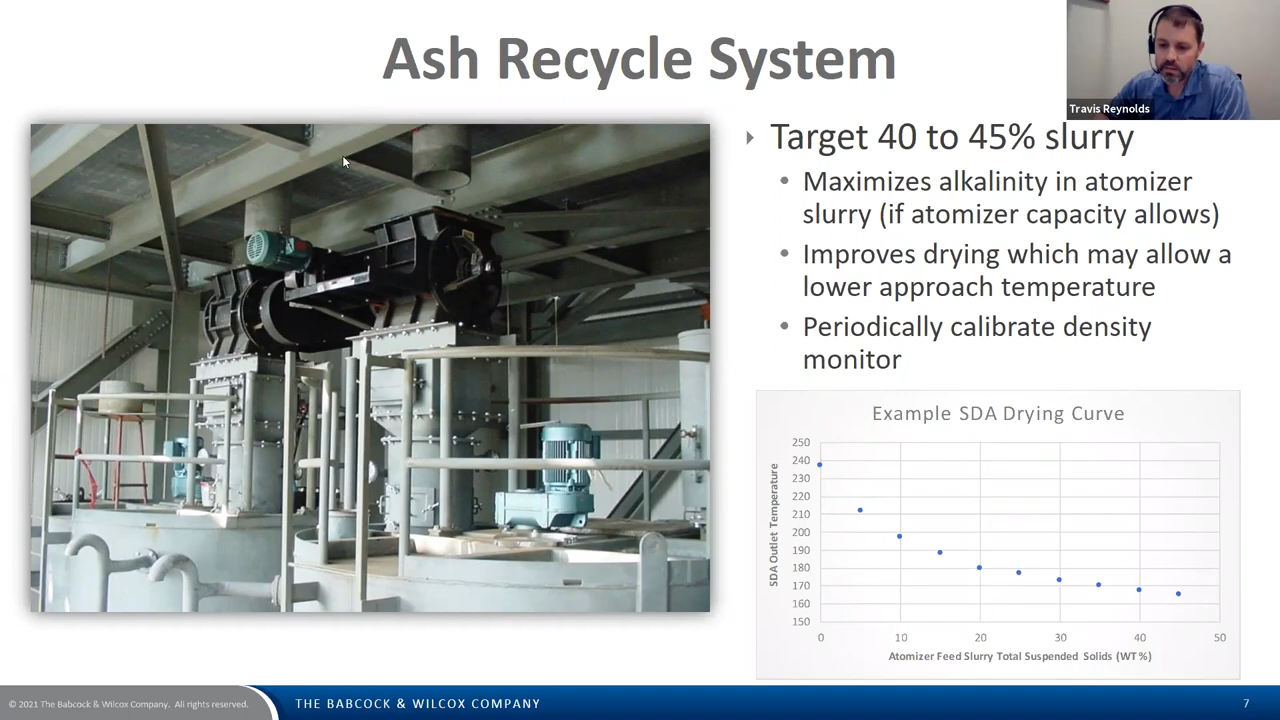 Ash Recycle System
Travis Reynolds
Target 40 to 45% slurry
• Maximizes alkalinity in atomizer
slurry (if atomizer capacity allows)
• Improves drying which may allow a
lower approach temperature
• Periodically calibrate density
monitor
Example SDA Drying Curve
SDA Outlet Temperature
250
240
230
220
210
200
190
180
170
160
150
0 10 20 30 40 50
Atomizer Feed Slurry Total Suspended Solids (WT%)
© 2021 The Babcock & Wilcox Company. All rights reserved.
THE BABCOCK & WILCOX COMPANY
7